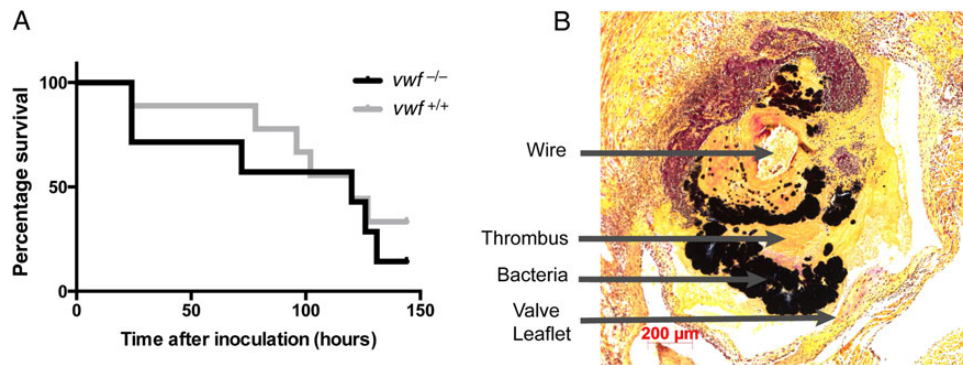 A
100
50
0
Percentage survival
0 50 100 150
Time after inoculation (hours)
vwf −/−
vwf +/+
B
Wire
Thrombus
Bacteria
Valve
Leaflet
200 µm